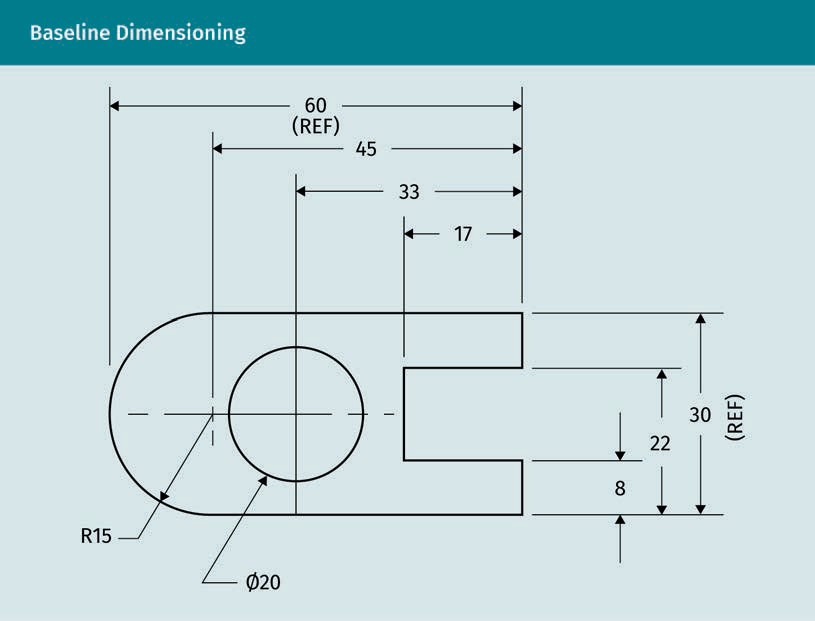 Baseline Dimensioning
60
(REF)
45
33
17
30
(REF)
22
8
R15
Ø20